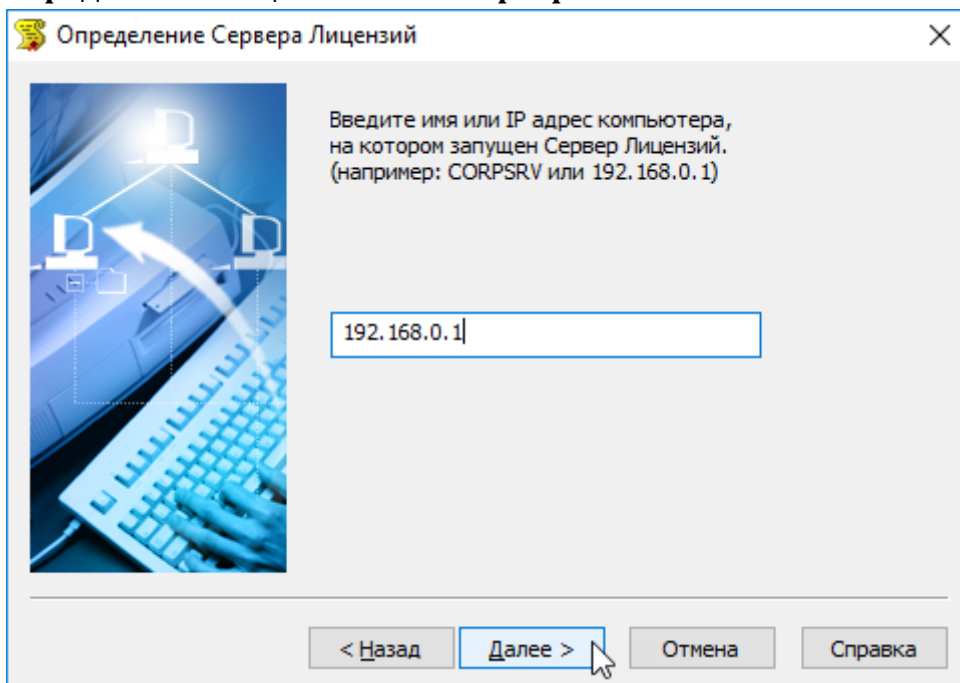 Определение Сервера Лицензий
Введите имя или IP адрес компьютера,
на котором запущен Сервер Лицензий.
(например: CORPSRV или 192.168.0.1)
192.168.0.1
< Назад
Далее >
Отмена
Справка